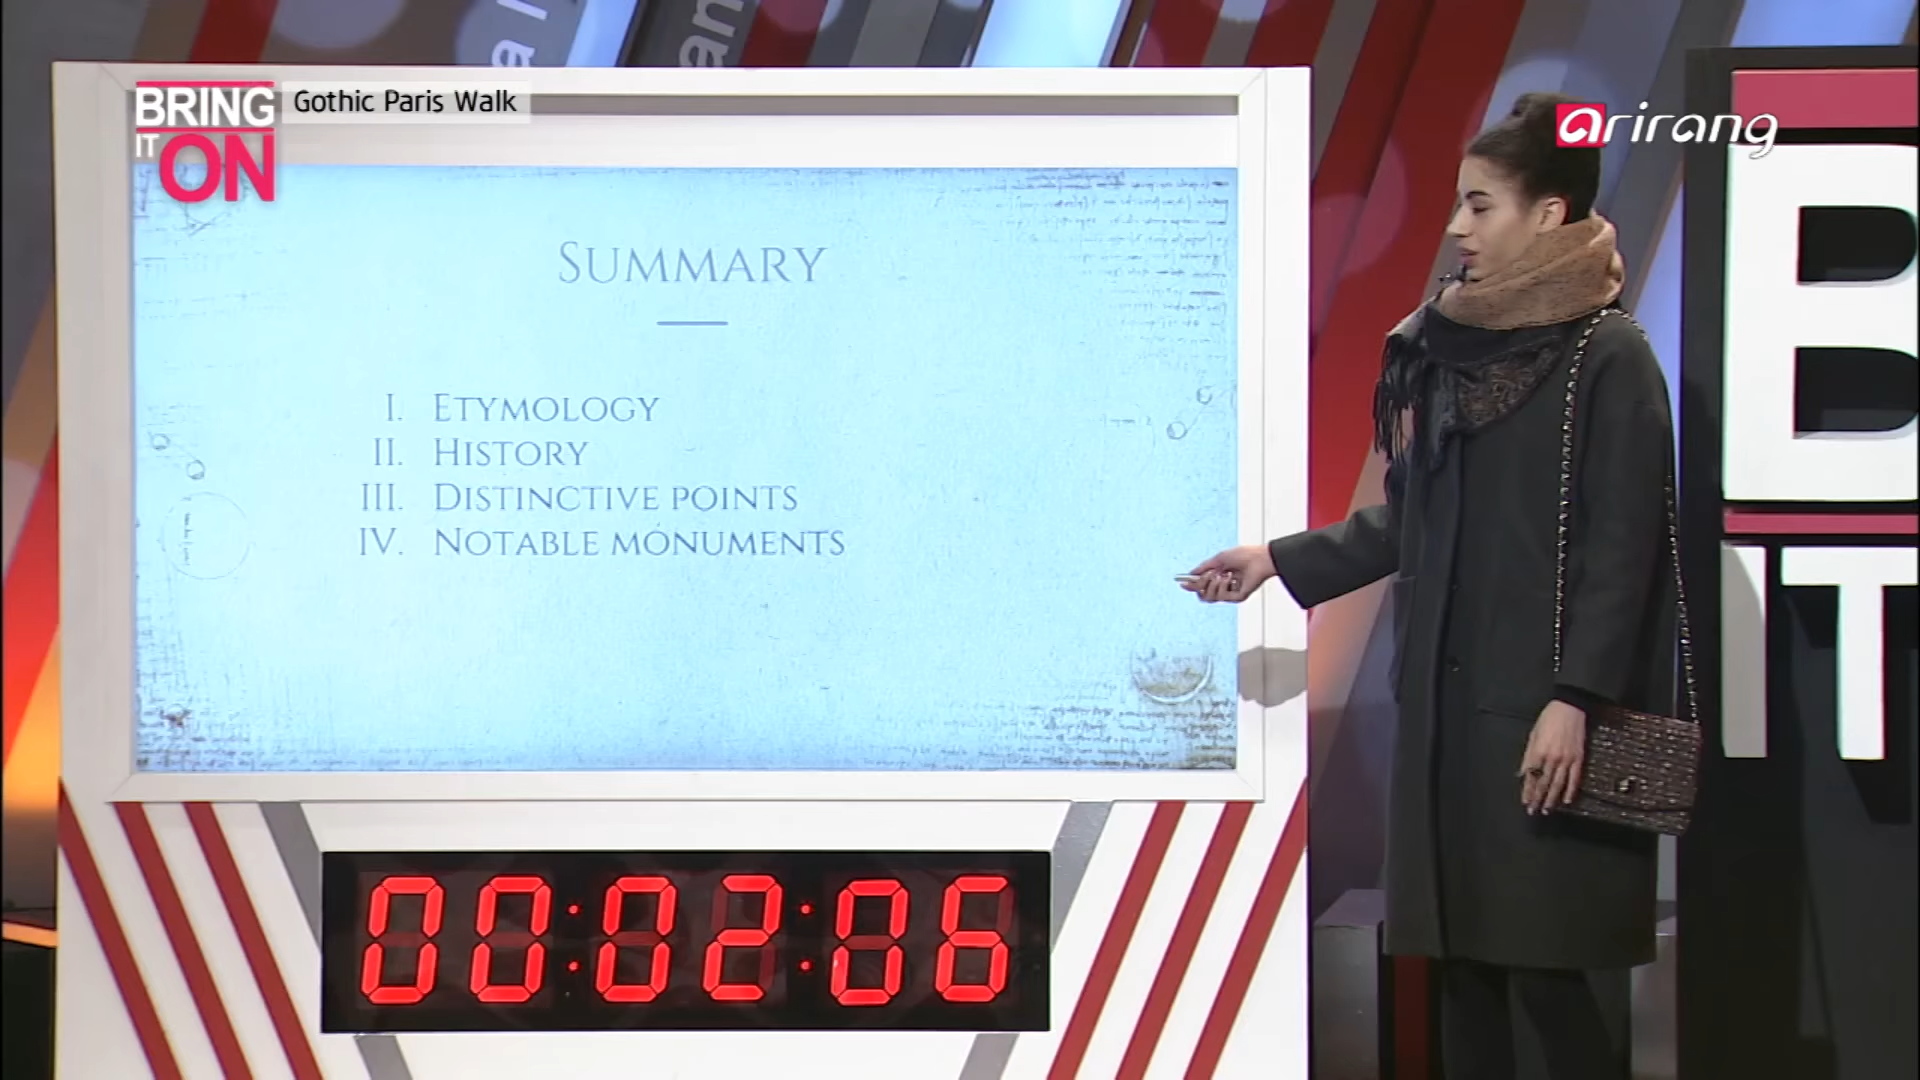 BRING
IT ON
Gothic Paris Walk
arirang
SUMMARY
I. ETYMOLOGY
II. HISTORY
III. DISTINCTIVE POINTS
IV. NOTABLE MONUMENTS
00:02:06
B
IT